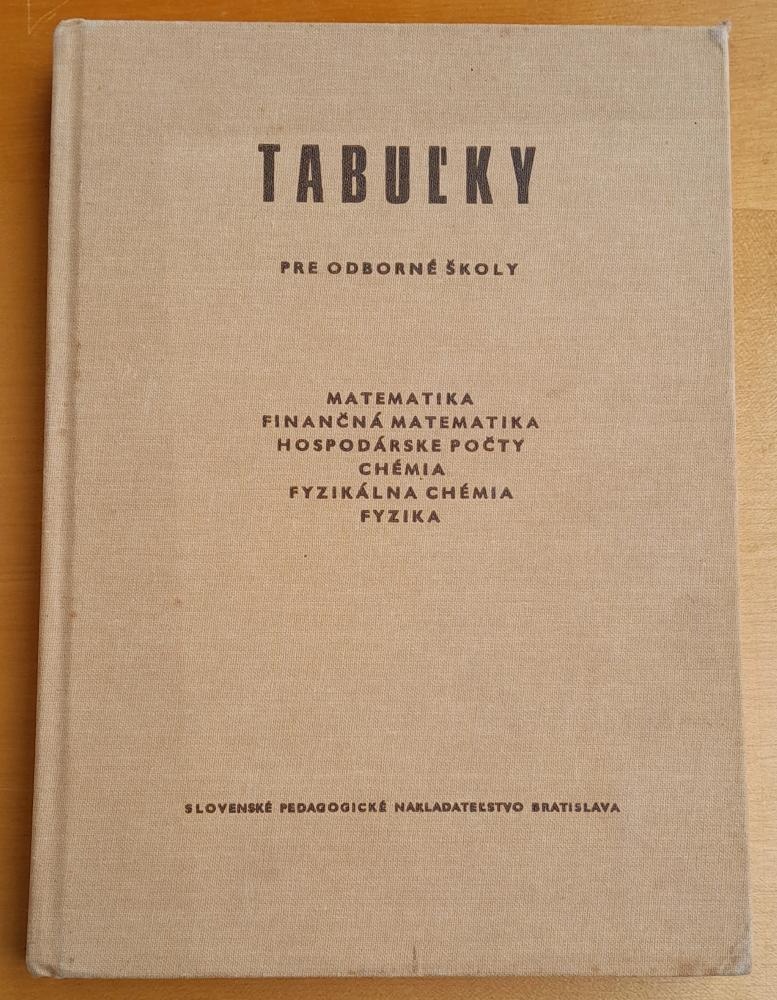 TABUĽKY
PRE ODBORNÉ ŠKOLY
MATEMATIKA
FINANČNÁ MATEMATIKA
HOSPODÁRSKE POČTY
CHÉMIA
FYZIKÁLNA CHÉMIA
FYZIKA
SLOVENSKÉ PEDAGOGICKÉ NAKLADATEĽSTVO BRATISLAVA